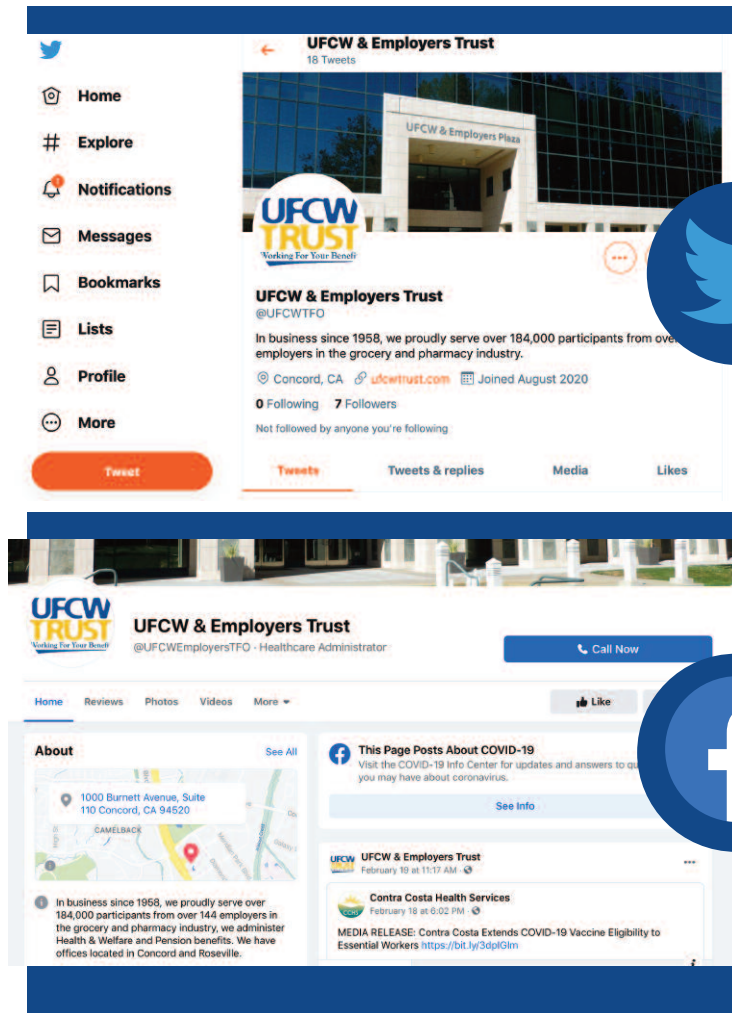 UFCW & Employers Trust
18 Tweets
Home
Explore
Notifications
Messages
Bookmarks
Lists
Profile
More
Tweet
UFCW & Employers Plaza
UFCW
TRUST
Working For Your Benefit
UFCW & Employers Trust
@UFCWTFO
In business since 1958, we proudly serve over 184,000 participants from
employers in the grocery and pharmacy industry.
Concord, CA ufcwtrust.com Joined August 2020
0 Following 7 Followers
Not followed by anyone you're following
Tweets Tweets & replies Media Likes
UFCW
TRUST
Working For Your Benefit
UFCW & Employers Trust
@UFCWEmployersTFO · Healthcare Administrator
Call Now
Home Reviews Photos Videos More
Like
About See All
1000 Burnett Avenue, Suite
110 Concord, CA 94520
CAMELBACK
In business since 1958, we proudly serve over
184,000 participants from over 144 employers in
the grocery and pharmacy industry, we administer
Health & Welfare and Pension benefits. We have
offices located in Concord and Roseville.
This Page Posts About COVID-19
Visit the COVID-19 Info Center for updates and answers to
you may have about coronavirus.
See Info
UFCW & Employers Trust
February 19 at 11:17 AM ·
Contra Costa Health Services
February 18 at 6:02 PM ·
MEDIA RELEASE: Contra Costa Extends COVID-19 Vaccine Eligibility to
Essential Workers https://bit.ly/3dplGlm